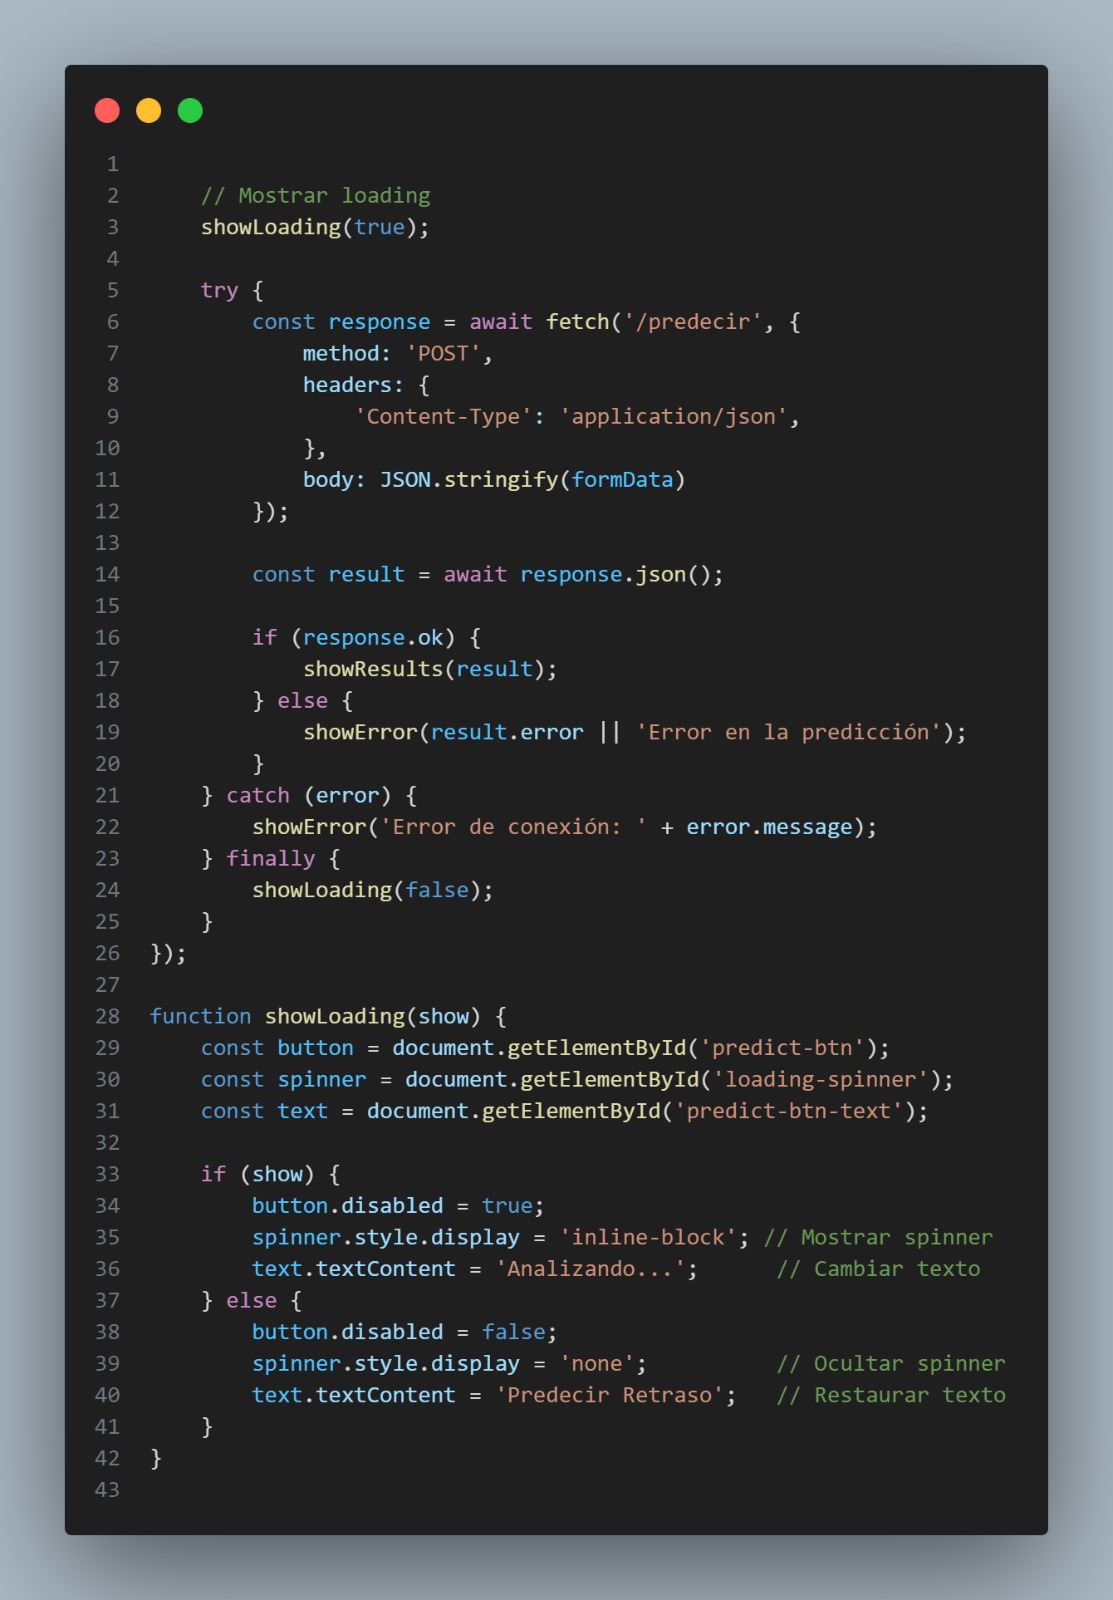 1
2    // Mostrar loading
3    showLoading(true);
4
5    try {
6        const response = await fetch('/predecir', {
7            method: 'POST',
8            headers: {
9                'Content-Type': 'application/json',
10            },
11            body: JSON.stringify(formData)
12        });
13
14        const result = await response.json();
15
16        if (response.ok) {
17            showResults(result);
18        } else {
19            showError(result.error || 'Error en la predicción');
20        }
21    } catch (error) {
22        showError('Error de conexión: ' + error.message);
23    } finally {
24        showLoading(false);
25    }
26 });
27
28 function showLoading(show) {
29    const button = document.getElementById('predict-btn');
30    const spinner = document.getElementById('loading-spinner');
31    const text = document.getElementById('predict-btn-text');
32
33    if (show) {
34        button.disabled = true;
35        spinner.style.display = 'inline-block'; // Mostrar spinner
36        text.textContent = 'Analizando...';      // Cambiar texto
37    } else {
38        button.disabled = false;
39        spinner.style.display = 'none';          // Ocultar spinner
40        text.textContent = 'Predecir Retraso';   // Restaurar texto
41    }
42 }
43